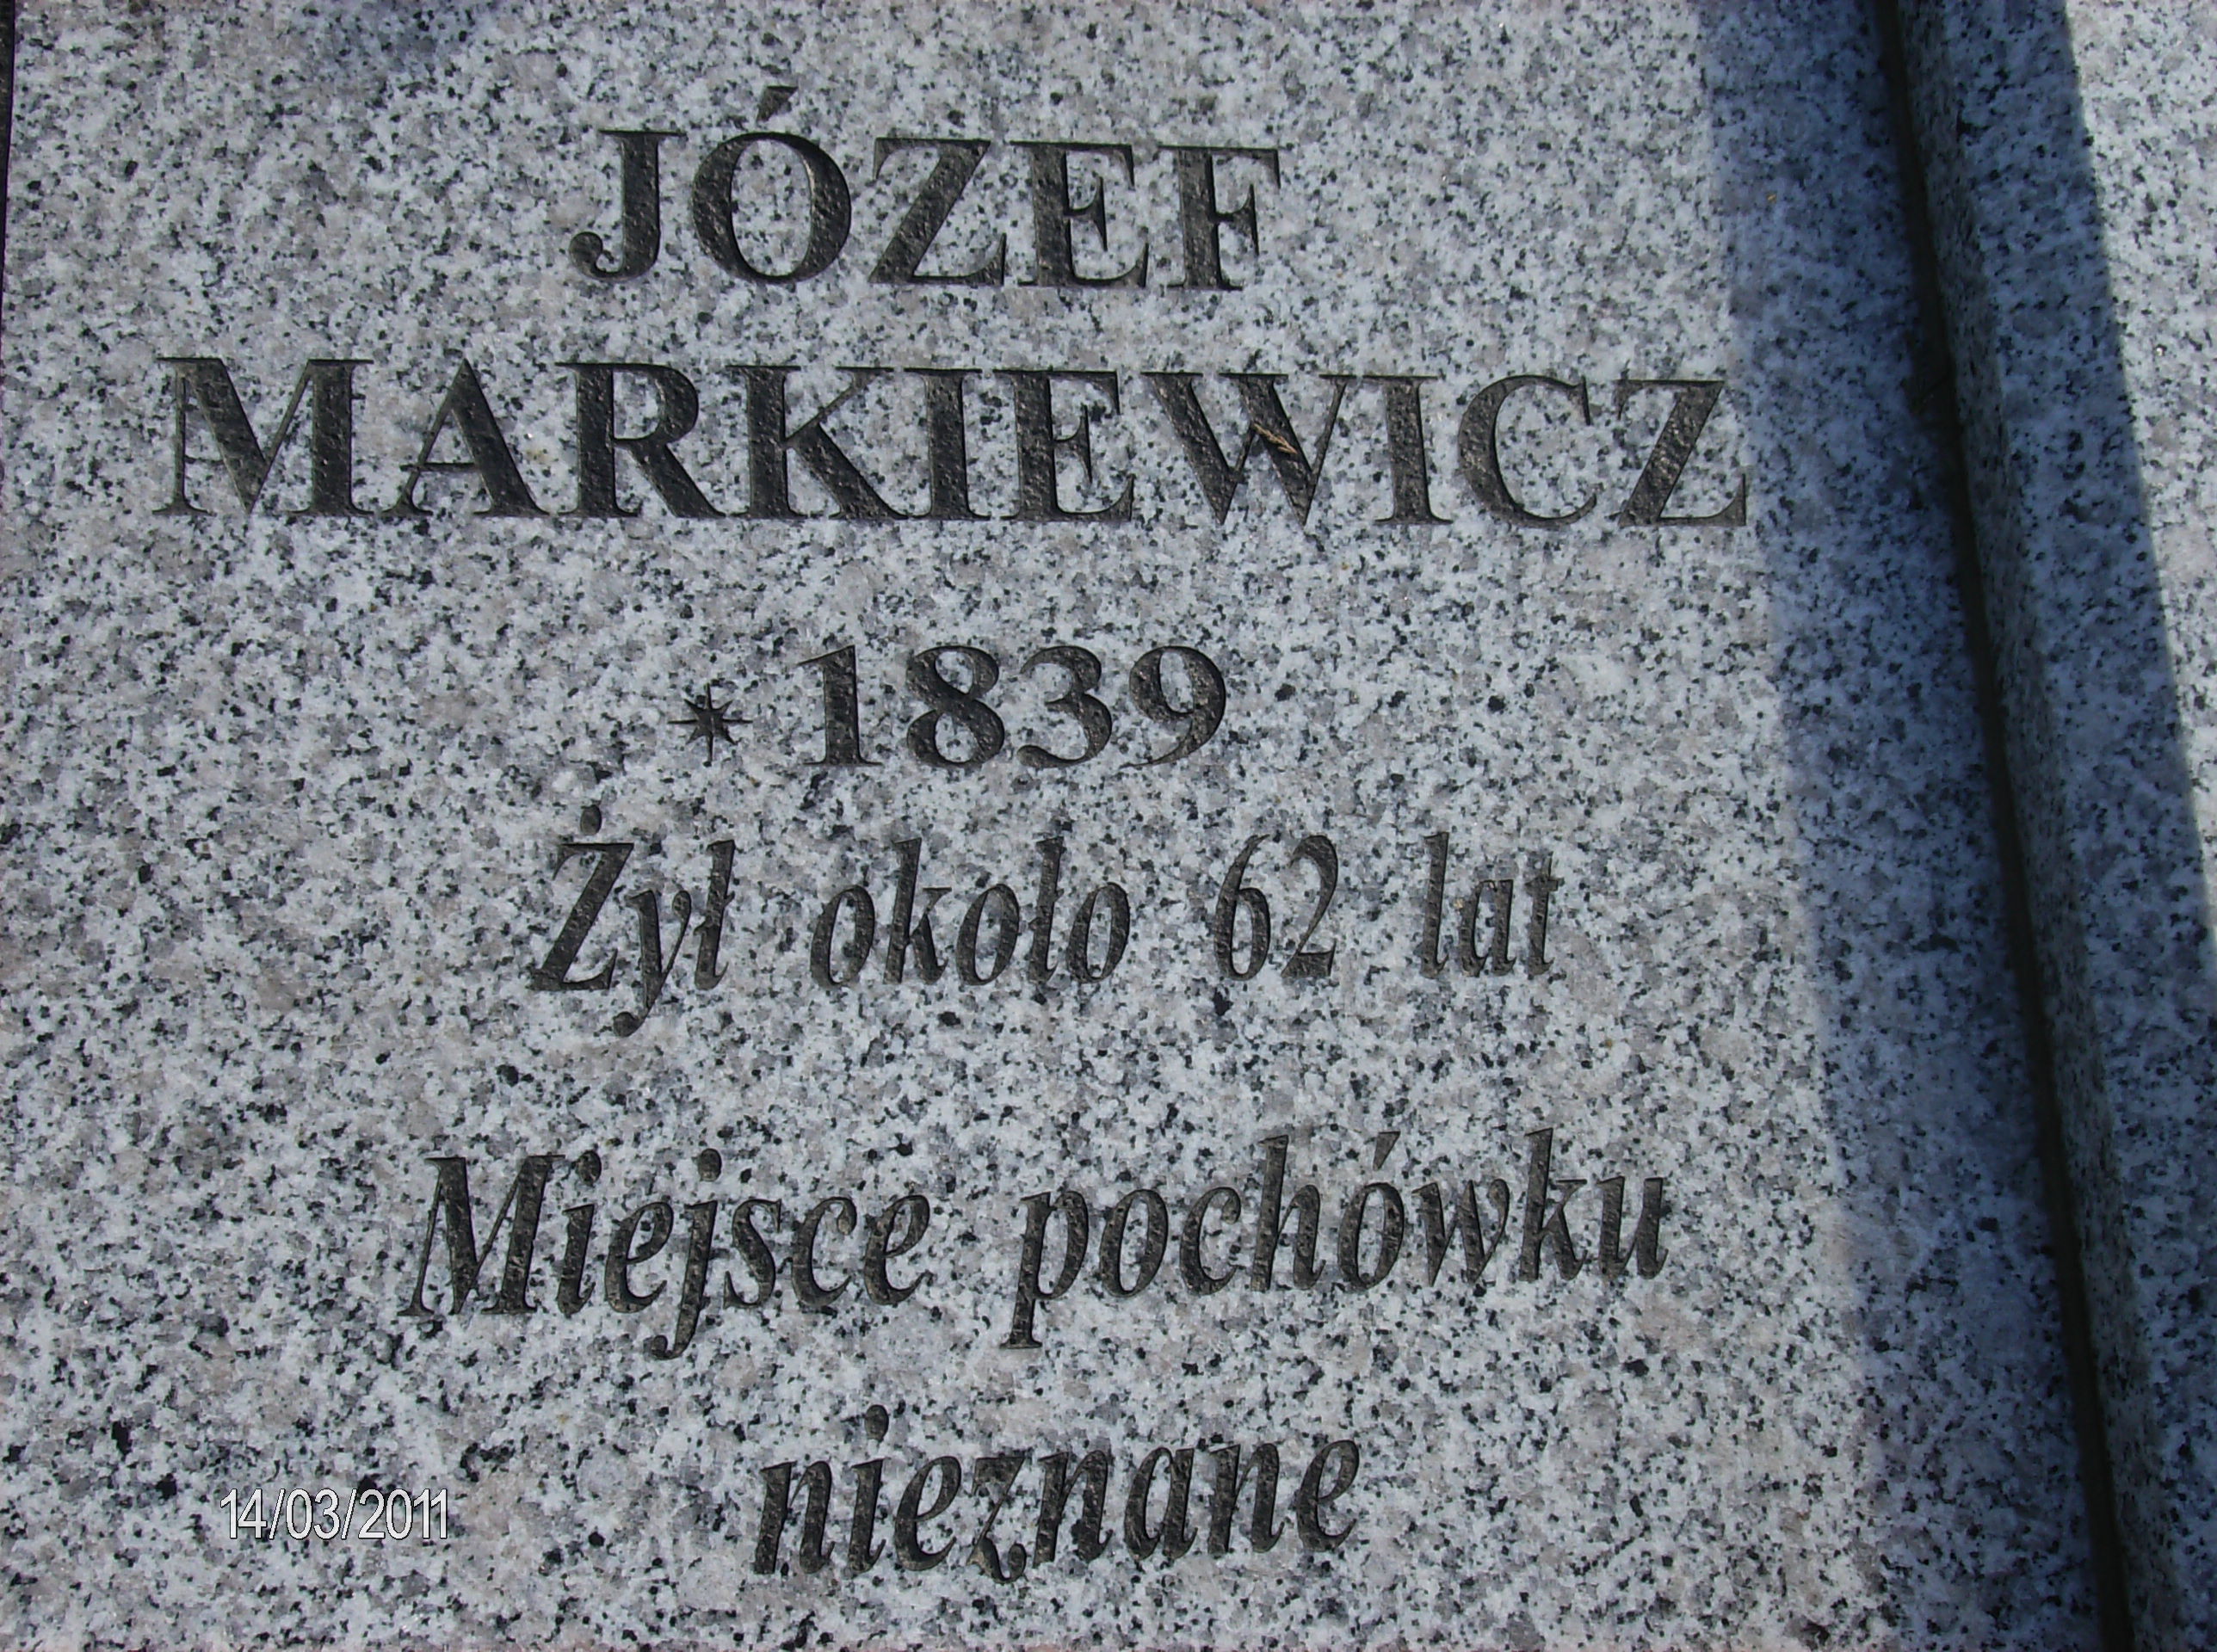 JÓZEF
MARKIEWICZ
* 1839
Żył około 62 lat
Miejsce pochówku
nieznane
14/03/2011